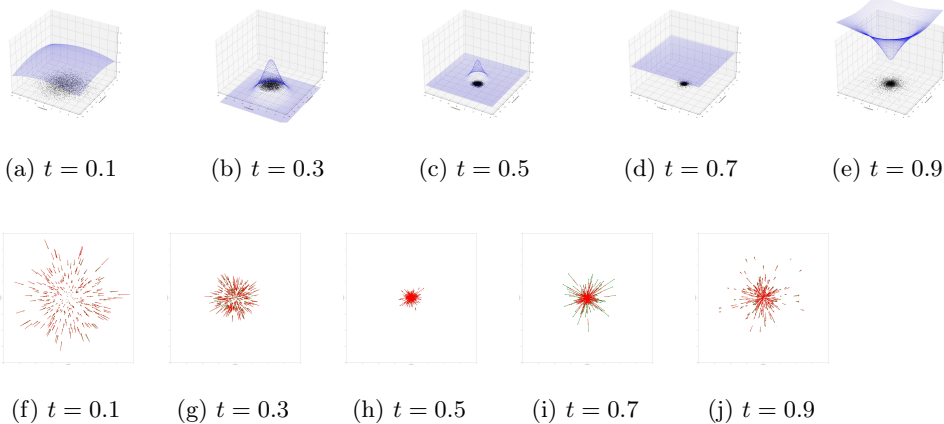 (a) t = 0.1 (b) t = 0.3 (c) t = 0.5 (d) t = 0.7 (e) t = 0.9
(f) t = 0.1 (g) t = 0.3 (h) t = 0.5 (i) t = 0.7 (j) t = 0.9